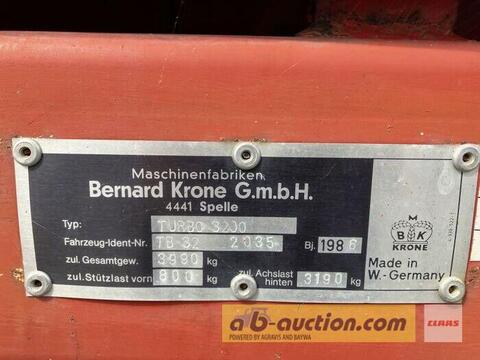 Maschinenfabriken
Bernard Krone G.m.b.H.
4441 Spelle
Typ: TURBO 3200
Fahrzeug-Ident-Nr. TB 32 2035 Bj. 1986
zul. Gesamtgew. 3990 kg
zul. Stützlast vorn 800 kg zul. Achslast hinten 3190 kg
M
B K
KRONE
Made in
W.-Germany
ab-auction.com
POWERED BY AGRAVIS AND BAYWA
CLAAS